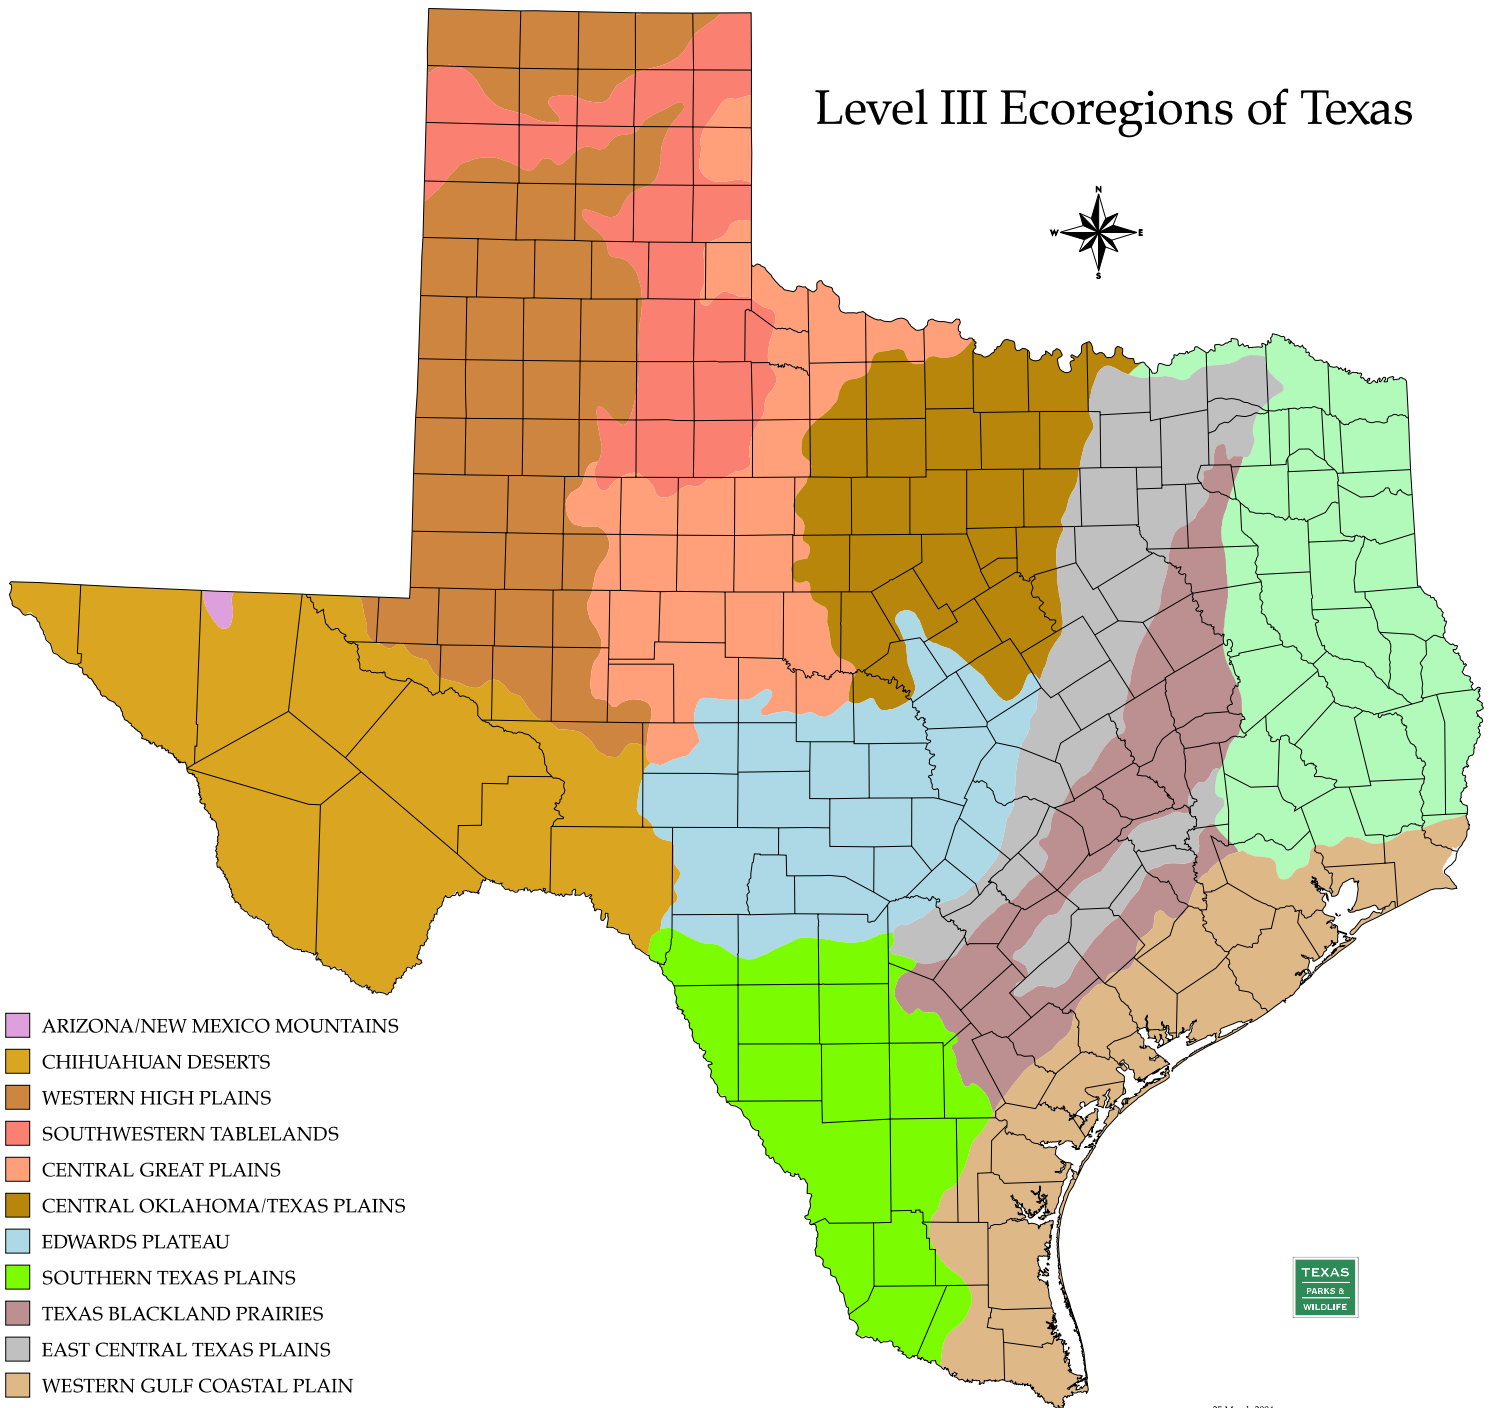 Level III Ecoregions of Texas
N
W E
S
ARIZONA/NEW MEXICO MOUNTAINS
CHIHUAHUAN DESERTS
WESTERN HIGH PLAINS
SOUTHWESTERN TABLELANDS
CENTRAL GREAT PLAINS
CENTRAL OKLAHOMA/TEXAS PLAINS
EDWARDS PLATEAU
SOUTHERN TEXAS PLAINS
TEXAS BLACKLAND PRAIRIES
EAST CENTRAL TEXAS PLAINS
WESTERN GULF COASTAL PLAIN
TEXAS
PARKS &
WILDLIFE